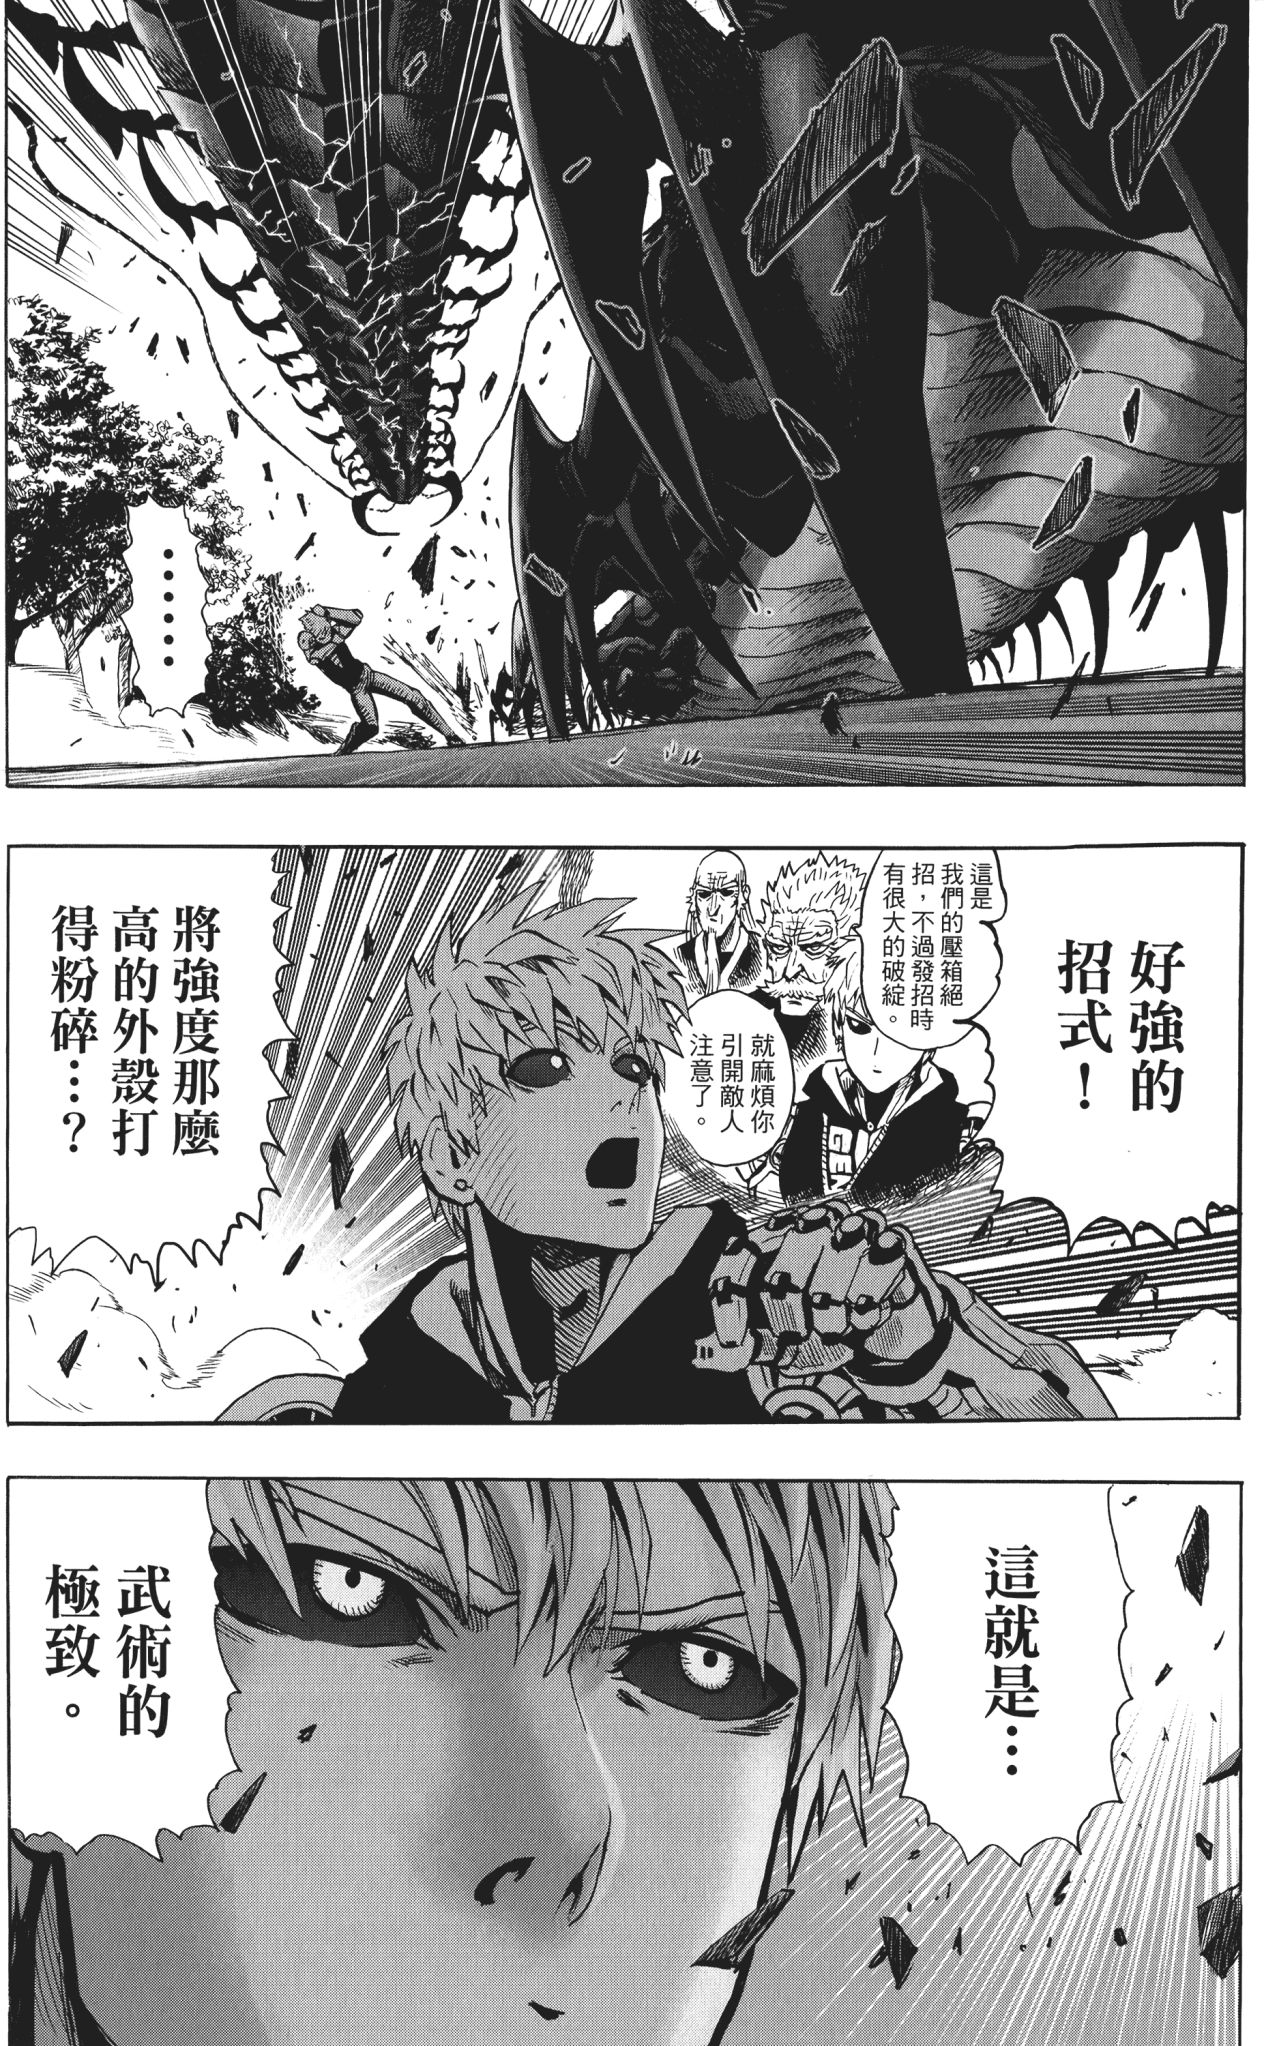 ……
好強的
招式！
這是
我們的壓箱絕
招，不過發招時
有很大的破綻。
就麻煩你
引開敵人
注意了。
GEN
將強度那麼
高的外殼打
得粉碎…？
這就是…
武術的
極致。